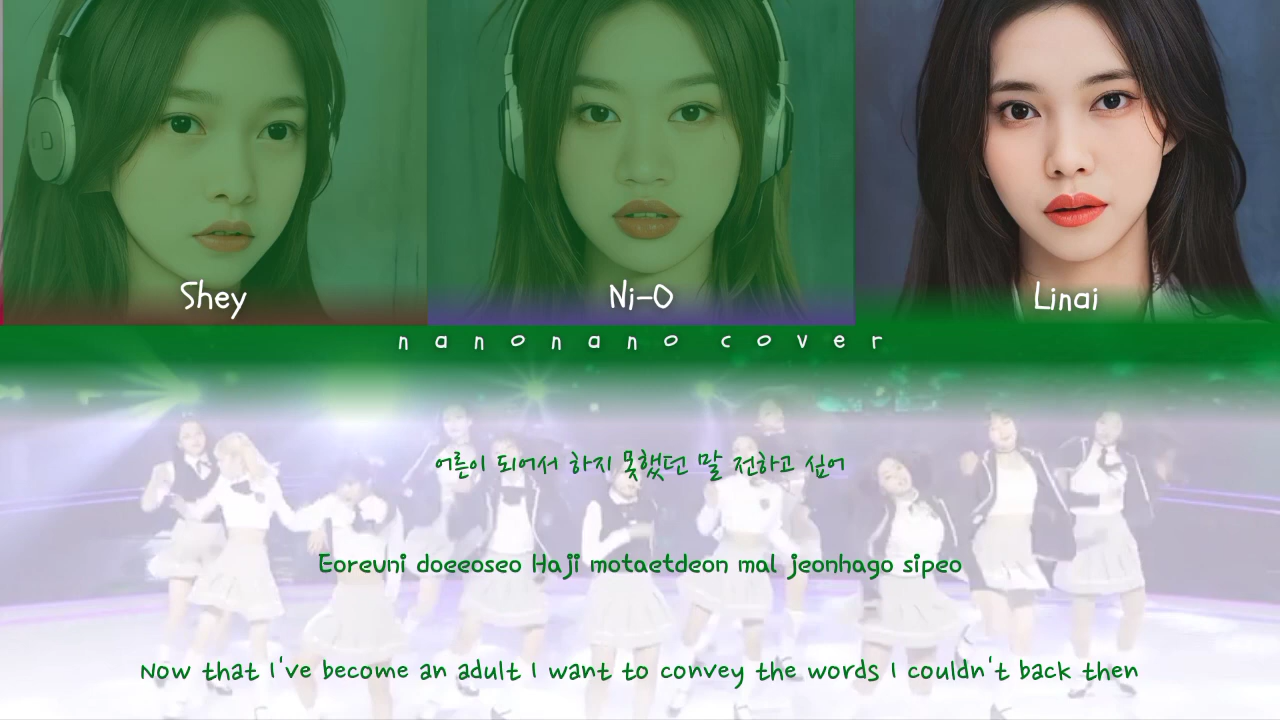 Shey
Ni-O
Linai
nanonano cover
어른이 되어서 하지 못했던 말 전하고 싶어
Eoreuni doeeoseo Haji motaetdeon mal jeonhago sipeo
Now that I've become an adult I want to convey the words I couldn't back then